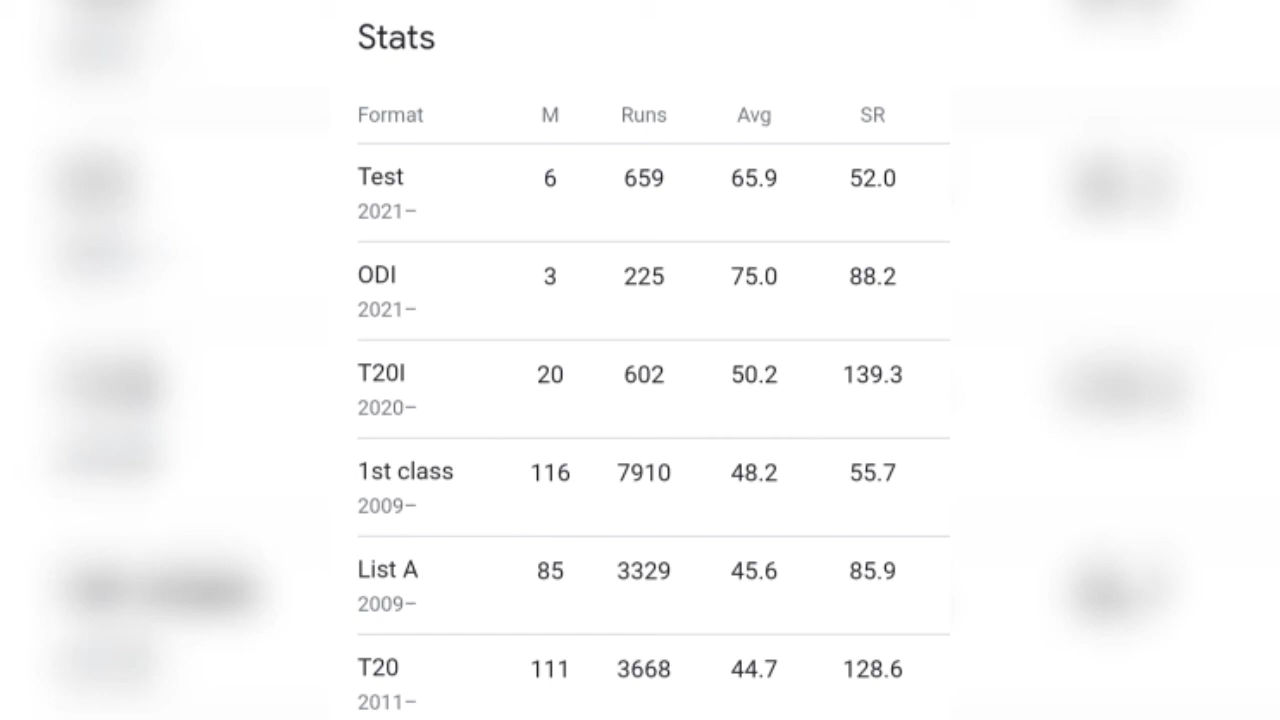 Stats
Format M Runs Avg SR
Test 6 659 65.9 52.0
2021–
ODI 3 225 75.0 88.2
2021–
T20I 20 602 50.2 139.3
2020–
1st class 116 7910 48.2 55.7
2009–
List A 85 3329 45.6 85.9
2009–
T20 111 3668 44.7 128.6
2011–